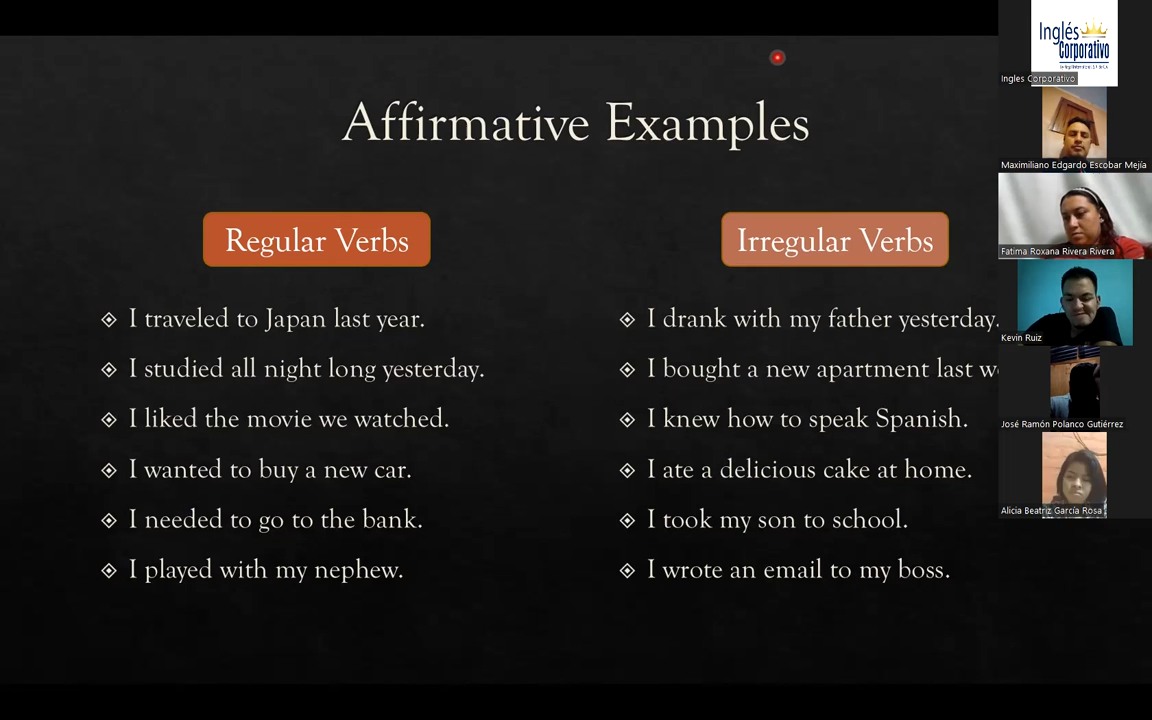 Affirmative Examples
Regular Verbs
I traveled to Japan last year.
I studied all night long yesterday.
I liked the movie we watched.
I wanted to buy a new car.
I needed to go to the bank.
I played with my nephew.
Irregular Verbs
I drank with my father yesterday.
I bought a new apartment last w
I knew how to speak Spanish.
I ate a delicious cake at home.
I took my son to school.
I wrote an email to my boss.
Inglés
Corporativo
Ingles Corporativo
Maximiliano Edgardo Escobar Mejía
Fatima Roxana Rivera Rivera
Kevin Ruiz
José Ramón Polanco Gutiérrez
Alicia Beatriz García Rosa